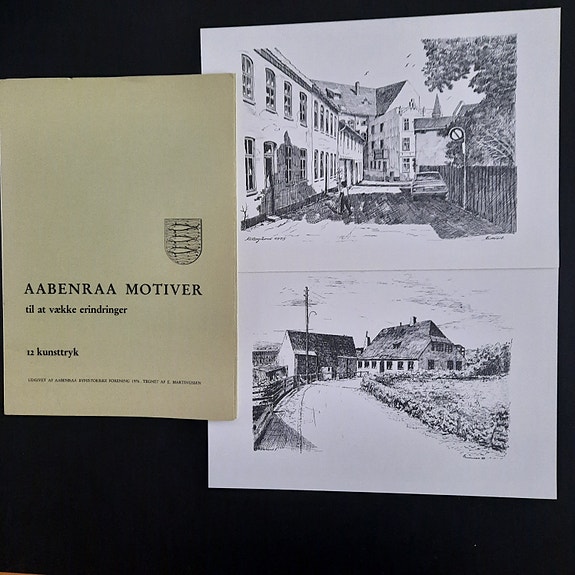 AABENRAA MOTIVER
til at vække erindringer
12 kunsttryk
UDGIVET AF AABENRAA BYHISTORISKE FORENING 1976. TEGNET AF E. MARTINUSSEN